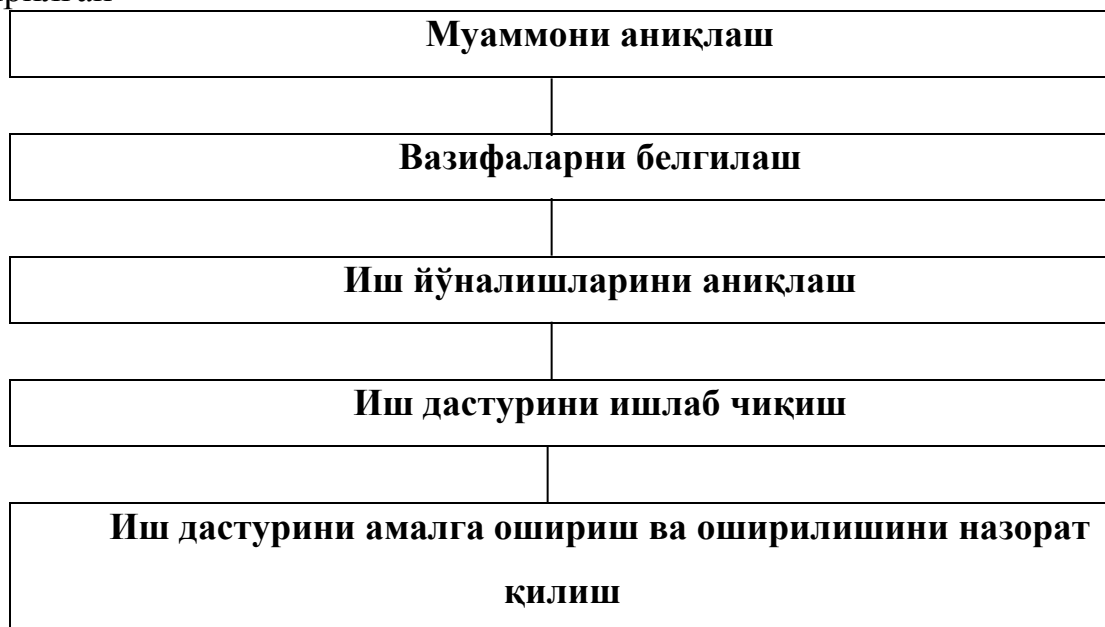 Муаммони аниқлаш
Вазифаларни белгилаш
Иш йўналишларини аниқлаш
Иш дастурини ишлаб чиқиш
Иш дастурини амалга ошириш ва оширилишини назорат
қилиш